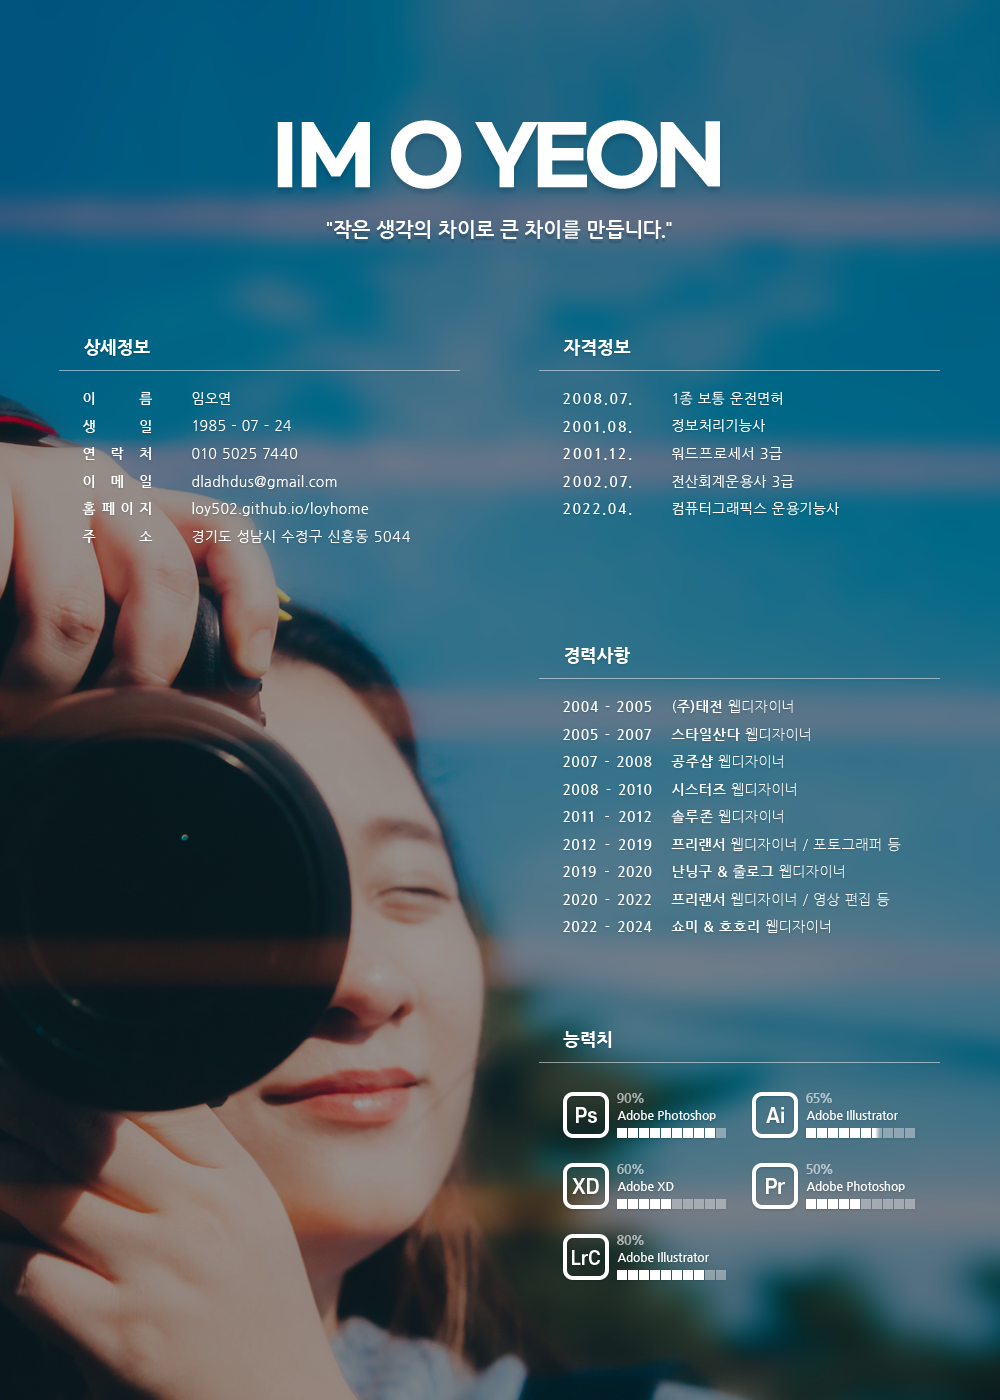 IM O YEON
"작은 생각의 차이로 큰 차이를 만듭니다."
상세정보
이 름 임오연
생 일 1985 - 07 - 24
연 락 처 010 5025 7440
이 메 일 dladhdus@gmail.com
홈 페 이 지 loy502.github.io/loyhome
주 소 경기도 성남시 수정구 신흥동 5044
자격정보
2008.07. 1종 보통 운전면허
2001.08. 정보처리기능사
2001.12. 워드프로세서 3급
2002.07. 전산회계운용사 3급
2022.04. 컴퓨터그래픽스 운용기능사
경력사항
2004 - 2005 (주)태전 웹디자이너
2005 - 2007 스타일산다 웹디자이너
2007 - 2008 공주샵 웹디자이너
2008 - 2010 시스터즈 웹디자이너
2011 - 2012 솔루존 웹디자이너
2012 - 2019 프리랜서 웹디자이너 / 포토그래퍼 등
2019 - 2020 난닝구 & 줄로그 웹디자이너
2020 - 2022 프리랜서 웹디자이너 / 영상 편집 등
2022 - 2024 쇼미 & 호호리 웹디자이너
능력치
Ps 90%
Adobe Photoshop
Ai 65%
Adobe Illustrator
XD 60%
Adobe XD
Pr 50%
Adobe Photoshop
LrC 80%
Adobe Illustrator